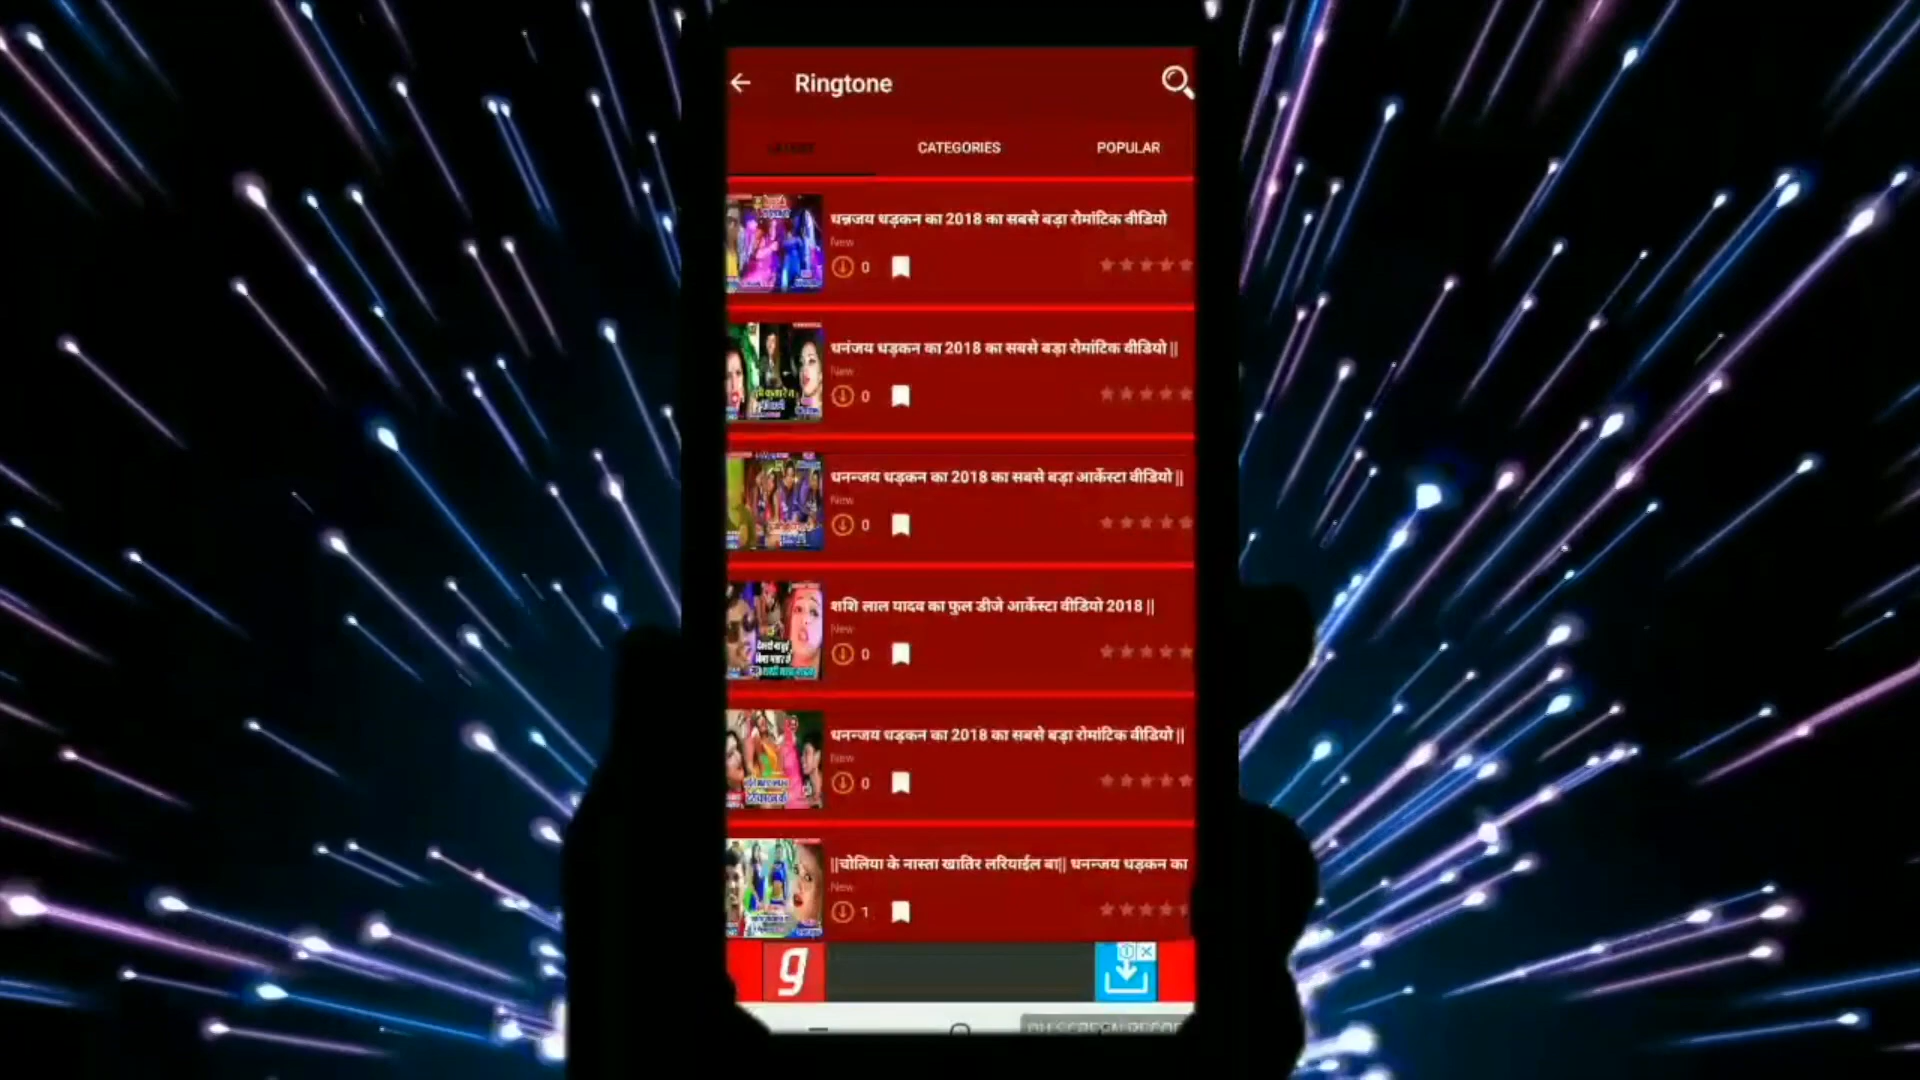 Ringtone
LATEST
CATEGORIES
POPULAR
धन्नजय धड़कन का 2018 का सबसे बड़ा रोमांटिक वीडियो
New
0
धनंजय धड़कन का 2018 का सबसे बड़ा रोमांटिक वीडियो ||
New
0
धनन्जय धड़कन का 2018 का सबसे बड़ा आर्केस्टा वीडियो ||
New
0
शशि लाल यादव का फुल डीजे आर्केस्टा वीडियो 2018 ||
New
0
धनन्जय धड़कन का 2018 का सबसे बड़ा रोमांटिक वीडियो ||
New
0
||चोलिया के नास्ता खातिर लरियाईल बा|| धनन्जय धड़कन का
New
1
g